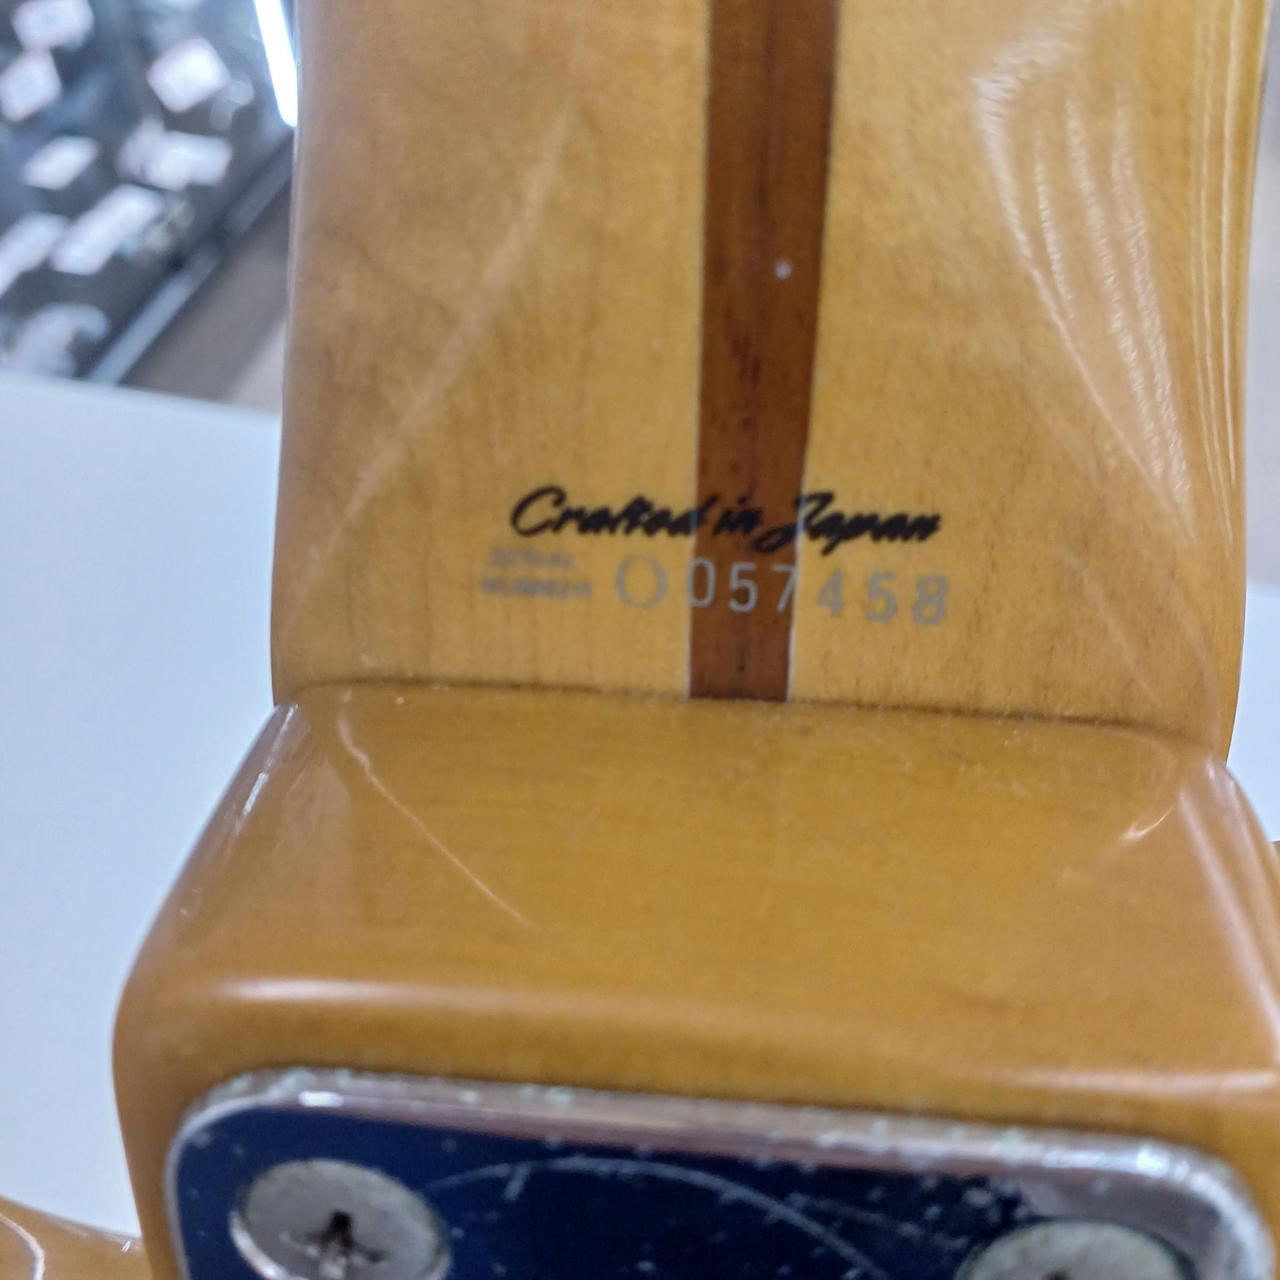 Crafted in Japan
SERIAL
NUMBER O057458